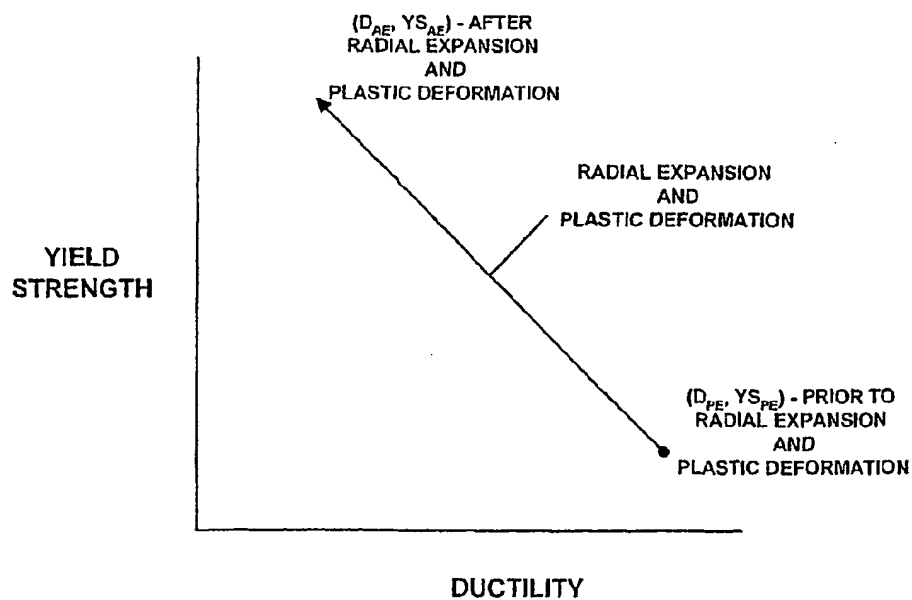 (D_AE, YS_AE) - AFTER
RADIAL EXPANSION
AND
PLASTIC DEFORMATION
RADIAL EXPANSION
AND
PLASTIC DEFORMATION
YIELD
STRENGTH
(D_PE, YS_PE) - PRIOR TO
RADIAL EXPANSION
AND
PLASTIC DEFORMATION
DUCTILITY